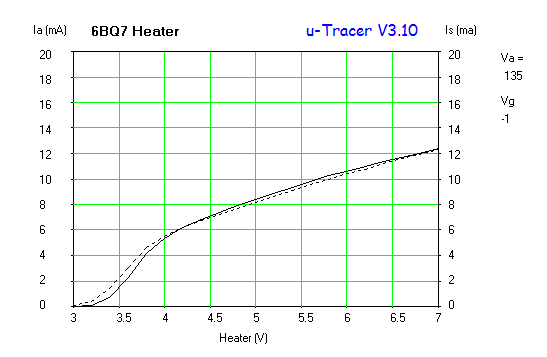 Ia (mA) 6BQ7 Heater u-Tracer V3.10 Is (ma)
20 20
Va =
18 18
135
16 16
Vg
-1
14 14
12 12
10 10
8 8
6 6
4 4
2 2
0 0
3 3.5 4 4.5 5 5.5 6 6.5 7
Heater (V)